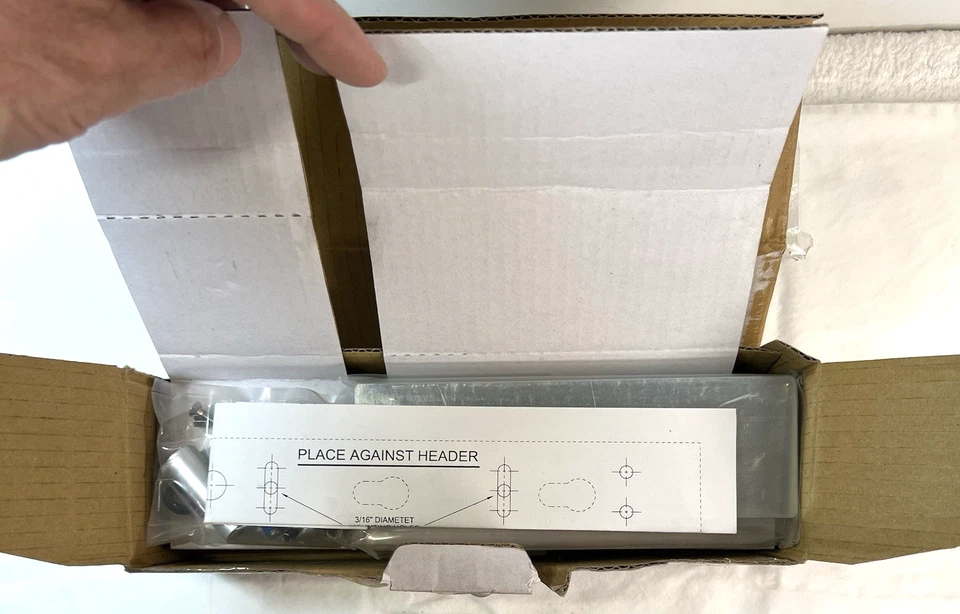 PLACE AGAINST HEADER
3/16" DIAMETET